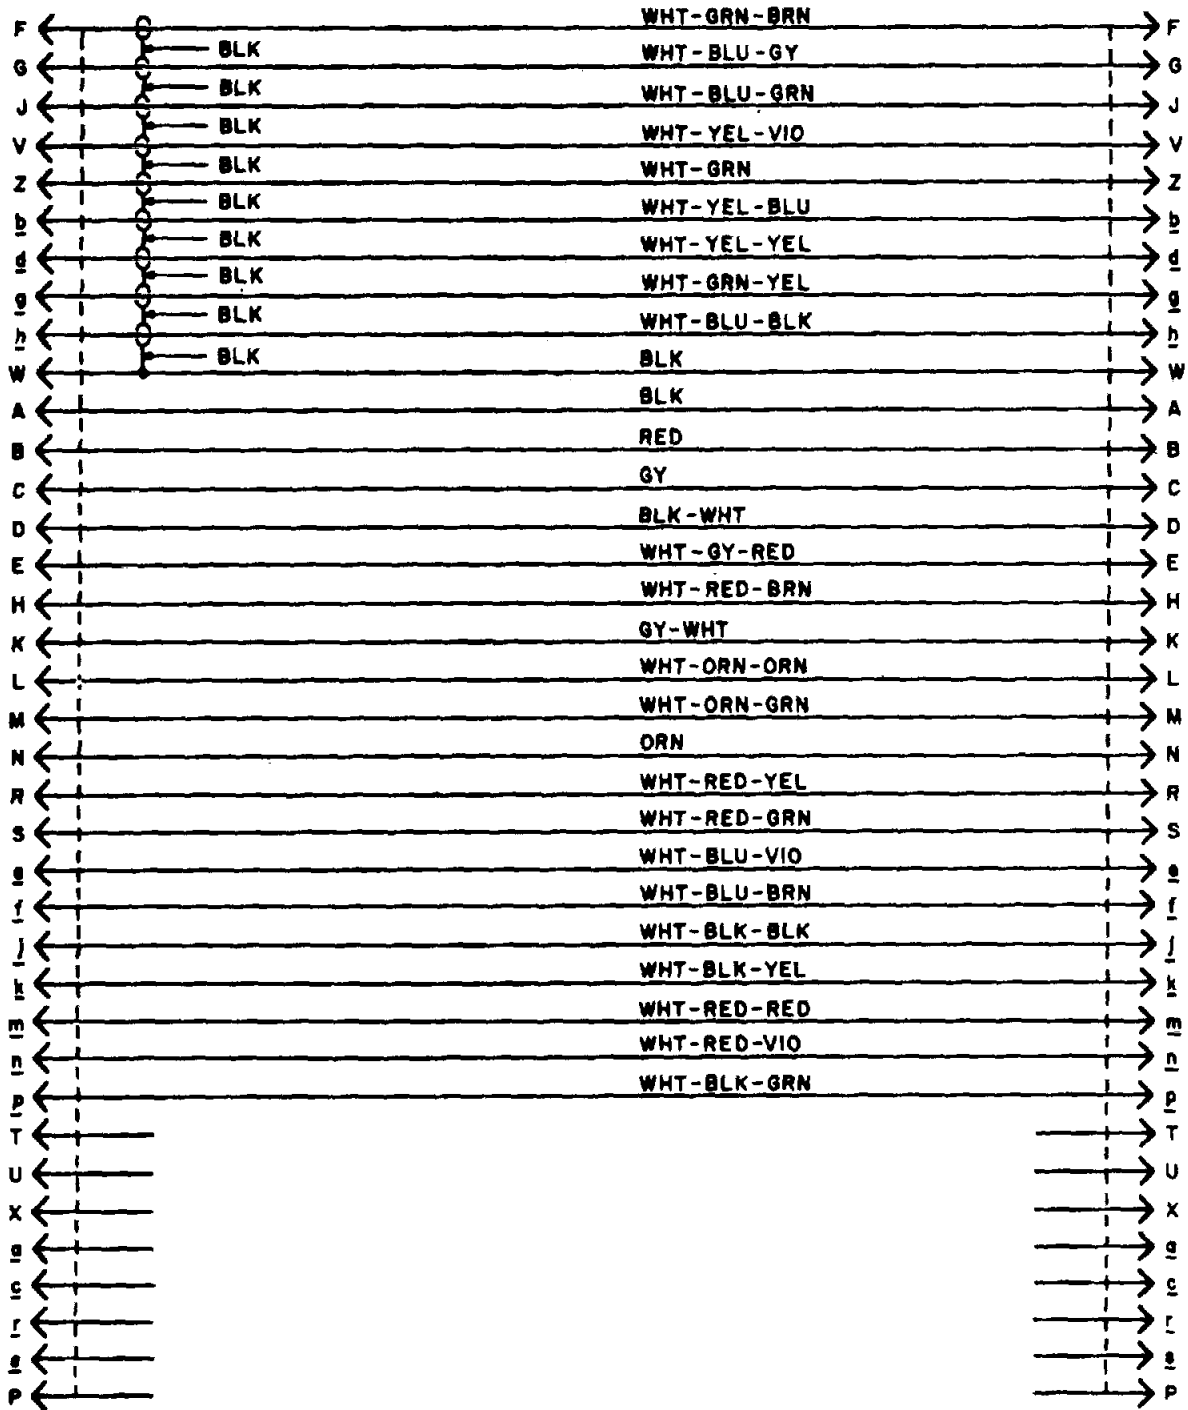 F WHT-GRN-BRN F
BLK
G WHT-BLU-GY G
BLK
J WHT-BLU-GRN J
BLK
V WHT-YEL-VIO V
BLK
Z WHT-GRN Z
BLK
b WHT-YEL-BLU b
BLK
d WHT-YEL-YEL d
BLK
g WHT-GRN-YEL g
BLK
h WHT-BLU-BLK h
BLK
W BLK W
A BLK A
B RED B
C GY C
D BLK-WHT D
E WHT-GY-RED E
H WHT-RED-BRN H
K GY-WHT K
L WHT-ORN-ORN L
M WHT-ORN-GRN M
N ORN N
R WHT-RED-YEL R
S WHT-RED-GRN S
e WHT-BLU-VIO e
f WHT-BLU-BRN f
j WHT-BLK-BLK j
k WHT-BLK-YEL k
m WHT-RED-RED m
n WHT-RED-VIO n
p WHT-BLK-GRN p
T T
U U
X X
a a
c c
r r
s s
P P